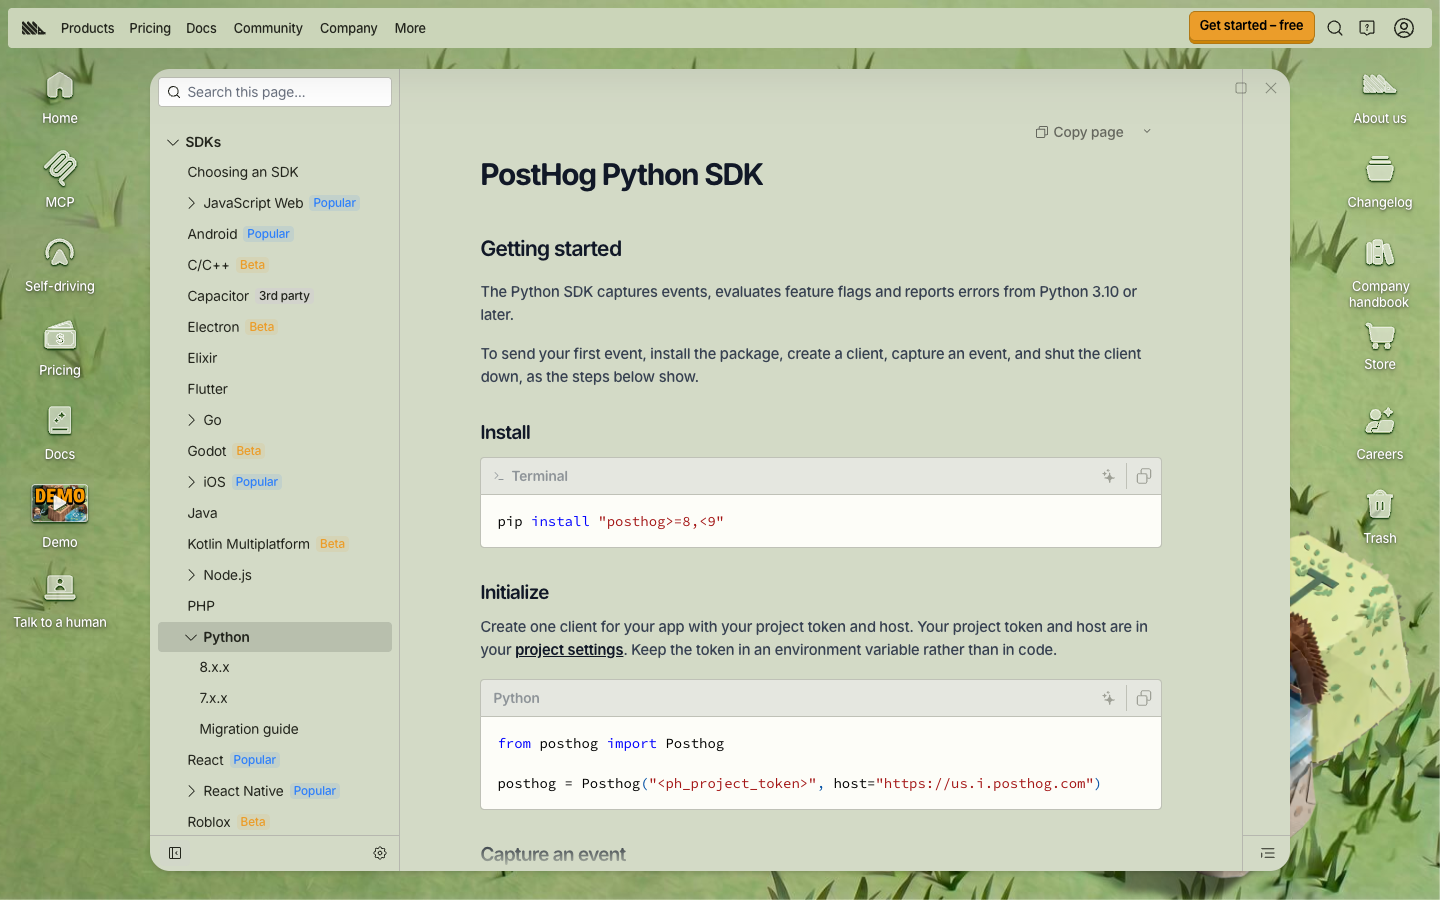 Products
Pricing
Docs
Community
Company
More
Get started – free
Home
MCP
Self-driving
Pricing
Docs
DEMO
Demo
Talk to a human
Search this page...
SDKs
Choosing an SDK
JavaScript Web Popular
Android Popular
C/C++ Beta
Capacitor 3rd party
Electron Beta
Elixir
Flutter
Go
Godot Beta
iOS Popular
Java
Kotlin Multiplatform Beta
Node.js
PHP
Python
8.x.x
7.x.x
Migration guide
React Popular
React Native Popular
Roblox Beta
Copy page
PostHog Python SDK
Getting started
The Python SDK captures events, evaluates feature flags and reports errors from Python 3.10 or
later.
To send your first event, install the package, create a client, capture an event, and shut the client
down, as the steps below show.
Install
Terminal
pip install "posthog>=8,<9"
Initialize
Create one client for your app with your project token and host. Your project token and host are in
your project settings. Keep the token in an environment variable rather than in code.
Python
from posthog import Posthog
posthog = Posthog("<ph_project_token>", host="https://us.i.posthog.com")
Capture an event
About us
Changelog
Company
handbook
Store
Careers
Trash